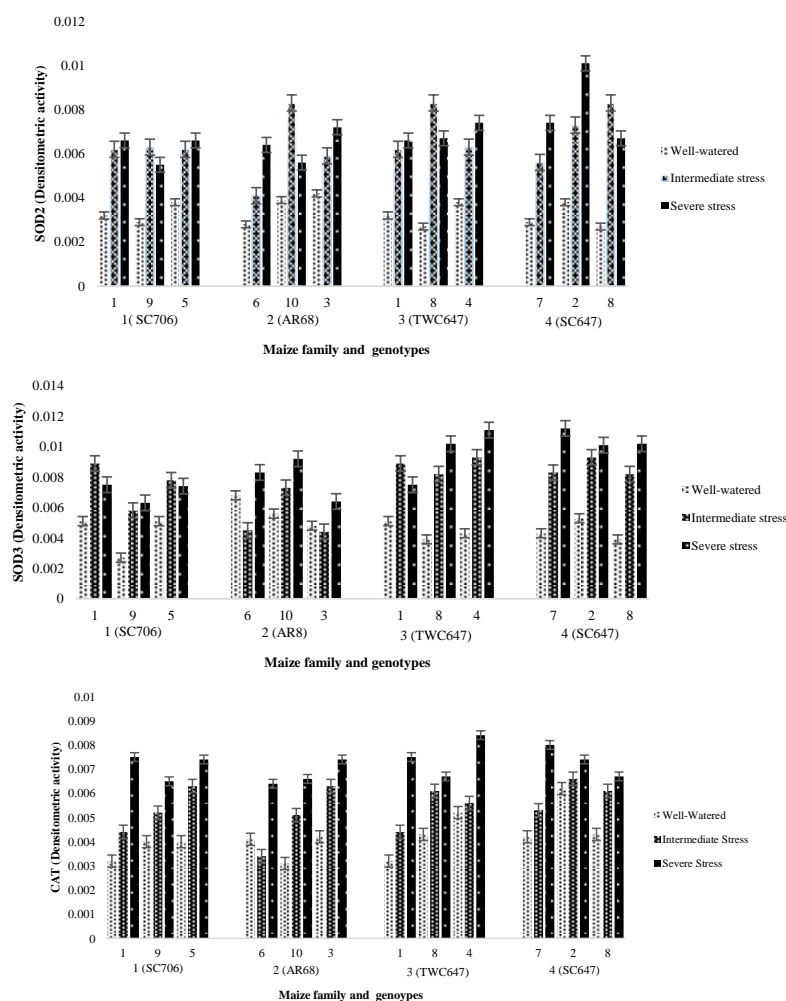 0.012
0.01
0.008
0.006
0.004
0.002
0
SOD2 (Densitometric activity)
Well-watered
Intermediate stress
Severe stress
1 9 5 6 10 3 1 8 4 7 2 8
1( SC706) 2 (AR68) 3 (TWC647) 4 (SC647)
Maize family and genotypes
0.014
0.012
0.01
0.008
0.006
0.004
0.002
0
SOD3 (Densitometric activity)
Well-watered
Intermediate stress
Severe stress
1 9 5 6 10 3 1 8 4 7 2 8
1 (SC706) 2 (AR8) 3 (TWC647) 4 (SC647)
Maize family and genotypes
0.01
0.009
0.008
0.007
0.006
0.005
0.004
0.003
0.002
0.001
0
CAT (Densitometric activity)
Well-Watered
Intermediate Stress
Severe Stress
1 9 5 6 10 3 1 8 4 7 2 8
1 (SC706) 2 (AR68) 3 (TWC647) 4 (SC647)
Maize family and genotypes